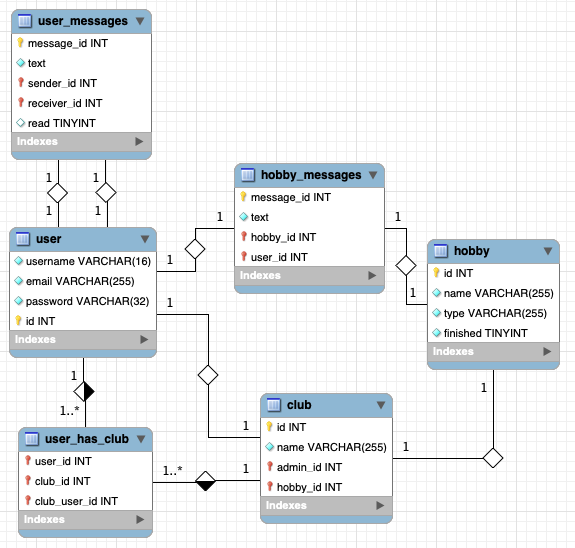 user_messages
message_id INT
text
sender_id INT
receiver_id INT
read TINYINT
Indexes
1
1
1
1
user
username VARCHAR(16)
email VARCHAR(255)
password VARCHAR(32)
id INT
Indexes
1
1
hobby_messages
message_id INT
text
hobby_id INT
user_id INT
Indexes
1
1
hobby
id INT
name VARCHAR(255)
type VARCHAR(255)
finished TINYINT
Indexes
1
1
1
1
1..*
user_has_club
user_id INT
club_id INT
club_user_id INT
Indexes
1..*
1
club
id INT
name VARCHAR(255)
admin_id INT
hobby_id INT
Indexes
1